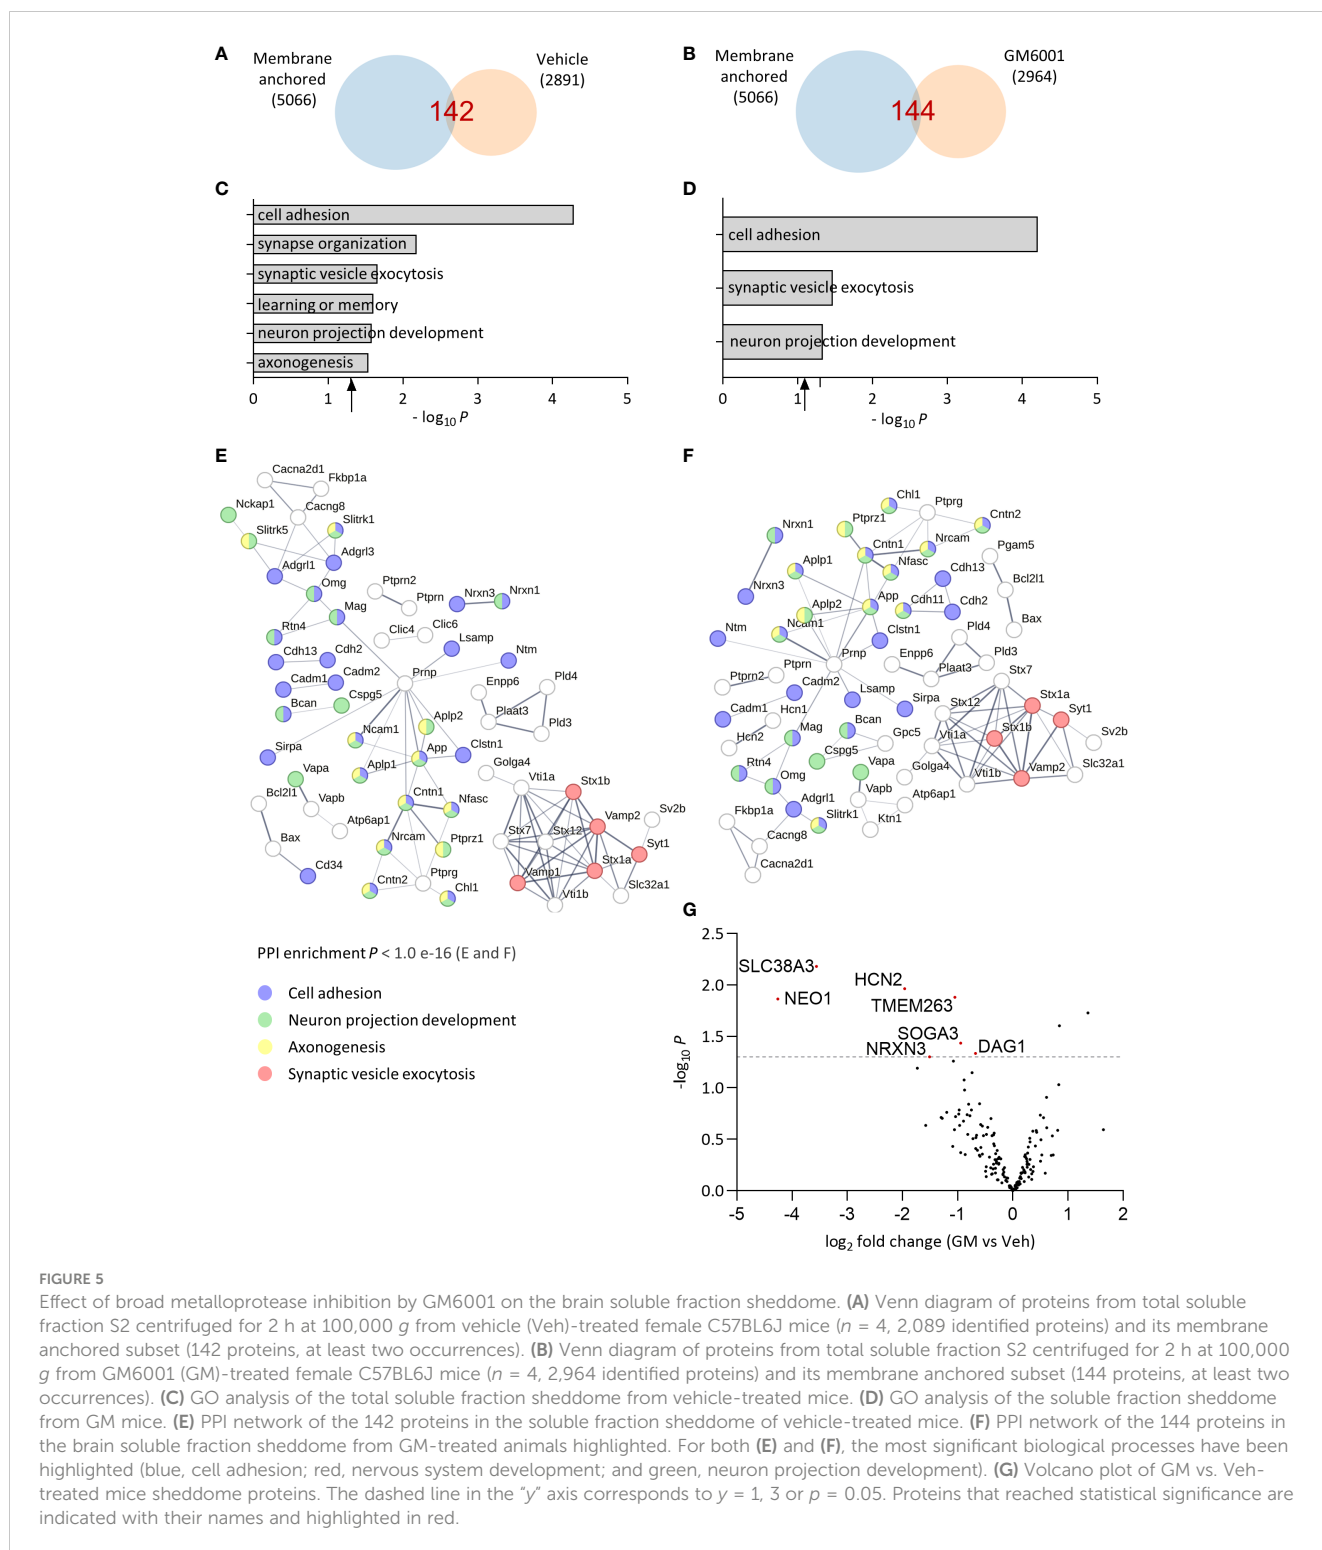 A
Membrane
anchored
(5066)
142
Vehicle
(2891)
B
Membrane
anchored
(5066)
144
GM6001
(2964)
C
cell adhesion
synapse organization
synaptic vesicle exocytosis
learning or memory
neuron projection development
axonogenesis
0 1 2 3 4 5
- log10 P
D
cell adhesion
synaptic vesicle exocytosis
neuron projection development
0 1 2 3 4 5
- log10 P
E
Cacna2d1
Fkbp1a
Nckap1
Cacng8
Slitrk1
Slitrk5
Adgrl3
Adgrl1
Omg
Ptprn2
Ptprn
Nrxn3
Nrxn1
Mag
Rtn4
Clic4
Clic6
Lsamp
Ntm
Cdh13
Cdh2
Cadm1
Cadm2
Prnp
Cspg5
Bcan
Enpp6
Pld4
Plaat3
Pld3
Ncam1
Aplp2
Sirpa
App
Clstn1
Aplp1
Vapa
Golga4
Vti1a
Stx1b
Bcl2l1
Vapb
Cntn1
Nfasc
Atp6ap1
Vamp2
Sv2b
Bax
Nrcam
Ptprz1
Stx7
Stx12
Syt1
Cd34
Stx1a
Vamp1
Cntn2
Ptprg
Chl1
Vti1b
Slc32a1
F
Chl1
Ptprg
Cntn2
Ptprz1
Nrxn1
Cntn1
Nrcam
Pgam5
Aplp1
Nfasc
Cdh13
Bcl2l1
Nrxn3
Aplp2
App
Cdh11
Cdh2
Bax
Ntm
Ncam1
Clstn1
Pld4
Ptprn
Prnp
Enpp6
Plaat3
Pld3
Ptprn2
Cadm2
Stx7
Cadm1
Hcn1
Lsamp
Sirpa
Stx12
Stx1a
Syt1
Hcn2
Mag
Bcan
Gpc5
Vti1a
Stx1b
Sv2b
Cspg5
Rtn4
Vapa
Golga4
Vti1b
Vamp2
Slc32a1
Omg
Vapb
Atp6ap1
Fkbp1a
Adgrl1
Slitrk1
Ktn1
Cacng8
Cacna2d1
PPI enrichment P < 1.0 e-16 (E and F)
Cell adhesion
Neuron projection development
Axonogenesis
Synaptic vesicle exocytosis
G
2.5
2.0
1.5
1.0
0.5
0.0
-log10 P
SLC38A3
NEO1
HCN2
TMEM263
SOGA3
NRXN3
DAG1
-5 -4 -3 -2 -1 0 1 2
log2 fold change (GM vs Veh)
FIGURE 5
Effect of broad metalloprotease inhibition by GM6001 on the brain soluble fraction sheddome. (A) Venn diagram of proteins from total soluble
fraction S2 centrifuged for 2 h at 100,000 g from vehicle (Veh)-treated female C57BL6J mice (n = 4, 2,089 identified proteins) and its membrane
anchored subset (142 proteins, at least two occurrences). (B) Venn diagram of proteins from total soluble fraction S2 centrifuged for 2 h at 100,000
g from GM6001 (GM)-treated female C57BL6J mice (n = 4, 2,964 identified proteins) and its membrane anchored subset (144 proteins, at least two
occurrences). (C) GO analysis of the total soluble fraction sheddome from vehicle-treated mice. (D) GO analysis of the soluble fraction sheddome
from GM mice. (E) PPI network of the 142 proteins in the soluble fraction sheddome of vehicle-treated mice. (F) PPI network of the 144 proteins in
the brain soluble fraction sheddome from GM-treated animals highlighted. For both (E) and (F), the most significant biological processes have been
highlighted (blue, cell adhesion; red, nervous system development; and green, neuron projection development). (G) Volcano plot of GM vs. Veh-
treated mice sheddome proteins. The dashed line in the "y" axis corresponds to y = 1, 3 or p = 0.05. Proteins that reached statistical significance are
indicated with their names and highlighted in red.